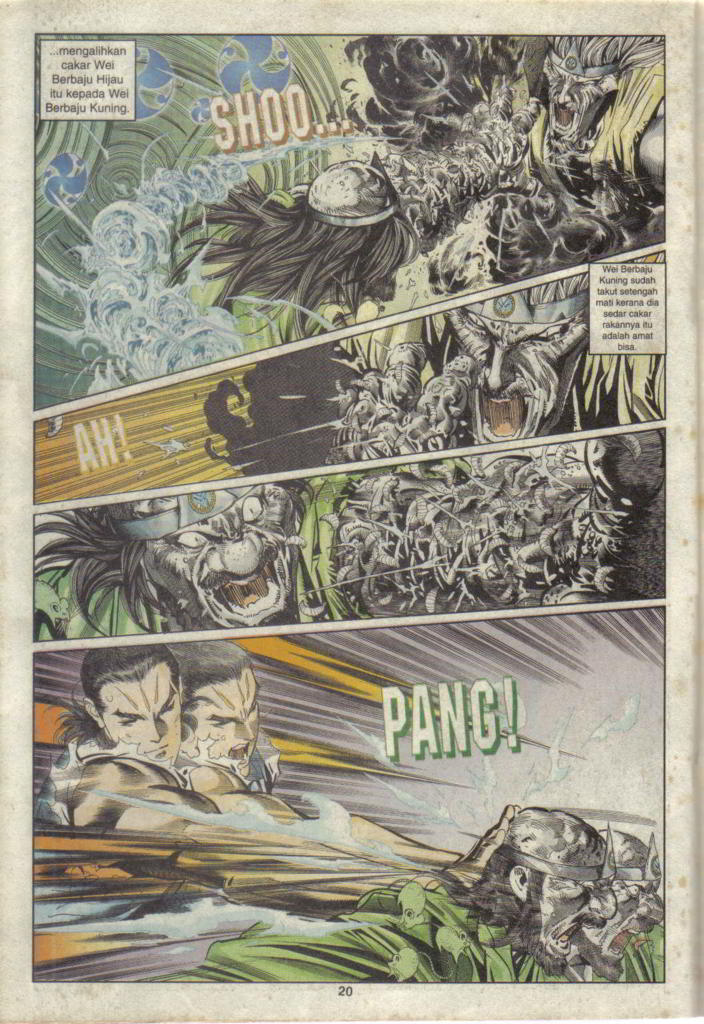 ...mengalihkan
cakar Wei
Berbaju Hijau
itu kepada Wei
Berbaju Kuning.
SHOO...
Wei Berbaju
Kuning sudah
takut setengah
mati kerana dia
sedar cakar
rakannya itu
adalah amat
bisa.
AH!
PANG!
20